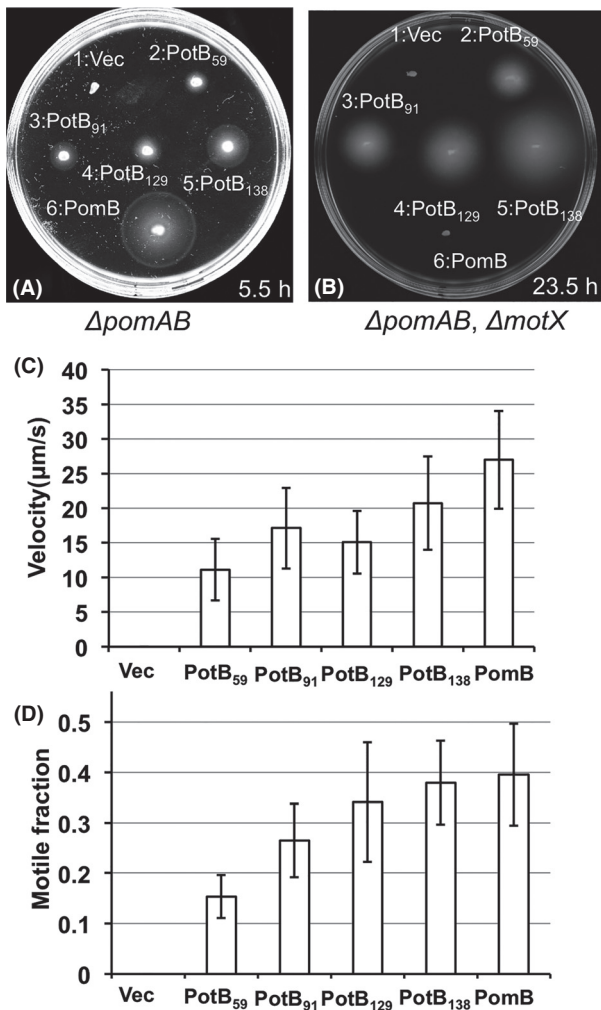 1:Vec
2:PotB59
3:PotB91
4:PotB129
5:PotB138
6:PomB
(A)
5.5 h
ΔpomAB
1:Vec
2:PotB59
3:PotB91
4:PotB129
5:PotB138
6:PomB
(B)
23.5 h
ΔpomAB, ΔmotX
(C)
Velocity(μm/s)
40
35
30
25
20
15
10
5
0
Vec PotB59 PotB91 PotB129 PotB138 PomB
(D)
Motile fraction
0.5
0.4
0.3
0.2
0.1
0
Vec PotB59 PotB91 PotB129 PotB138 PomB